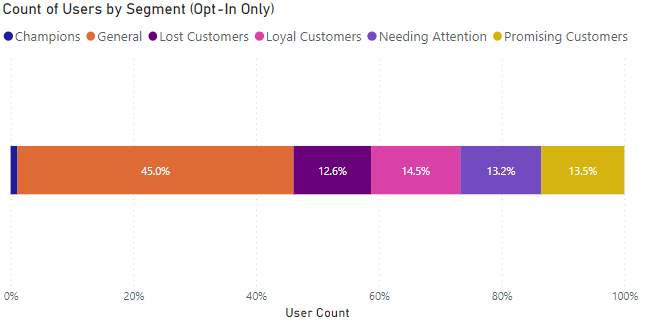 Count of Users by Segment (Opt-In Only)
Champions General Lost Customers Loyal Customers Needing Attention Promising Customers
45.0% 12.6% 14.5% 13.2% 13.5%
0% 20% 40% 60% 80% 100%
User Count